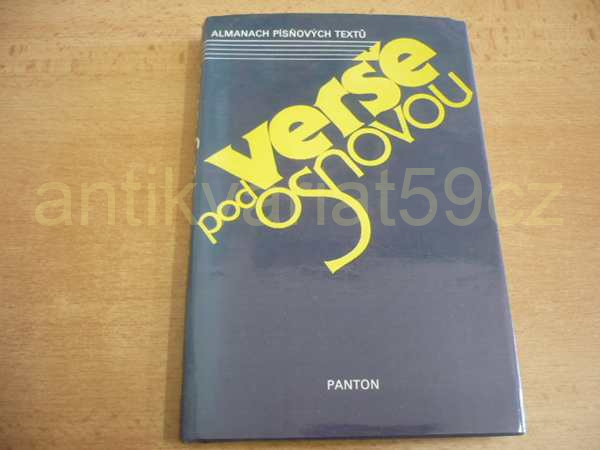 ALMANACH PÍSŇOVÝCH TEXTŮ
verše
pod osnovou
antikvariat59cz
PANTON